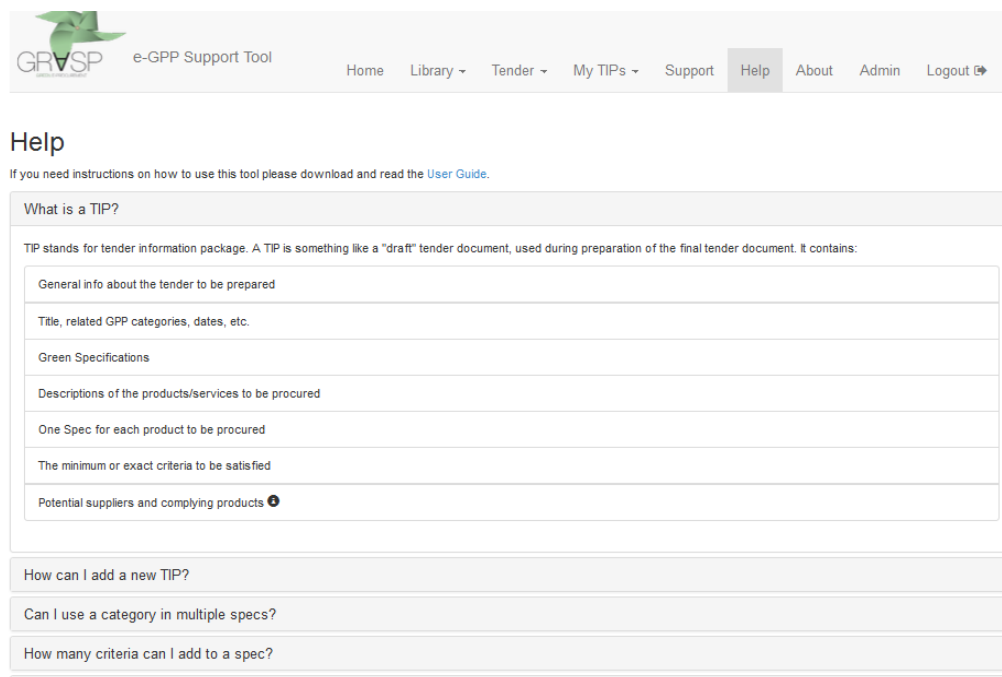 GRASP
e-GPP Support Tool
Home Library Tender My TIPs Support Help About Admin Logout
Help
If you need instructions on how to use this tool please download and read the User Guide.
What is a TIP?
TIP stands for tender information package. A TIP is something like a "draft" tender document, used during preparation of the final tender document. It contains:
General info about the tender to be prepared
Title, related GPP categories, dates, etc.
Green Specifications
Descriptions of the products/services to be procured
One Spec for each product to be procured
The minimum or exact criteria to be satisfied
Potential suppliers and complying products
How can I add a new TIP?
Can I use a category in multiple specs?
How many criteria can I add to a spec?